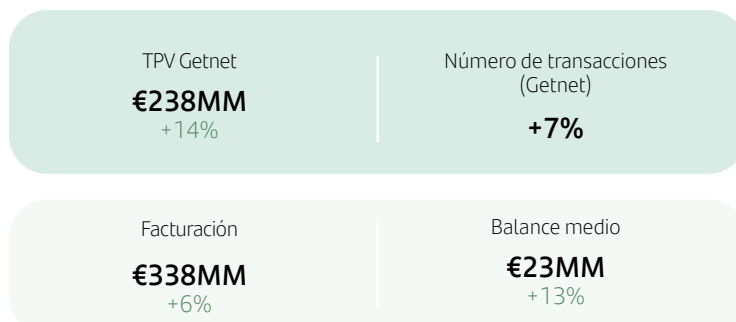 TPV Getnet
€238MM
+14%
Número de transacciones
(Getnet)
+7%
Facturación
€338MM
+6%
Balance medio
€23MM
+13%